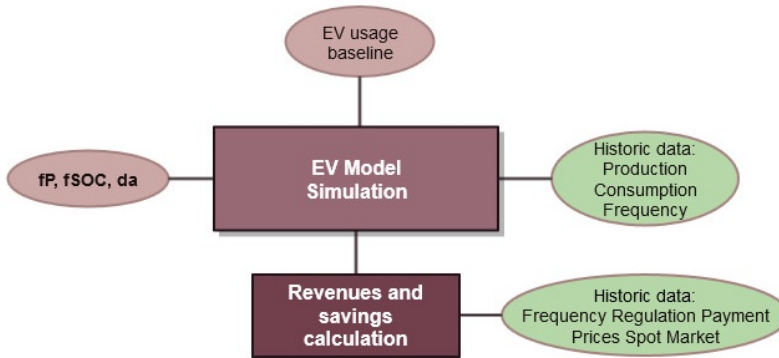 EV usage
baseline
fP, fSOC, da
EV Model
Simulation
Historic data:
Production
Consumption
Frequency
Revenues and
savings
calculation
Historic data:
Frequency Regulation Payment
Prices Spot Market